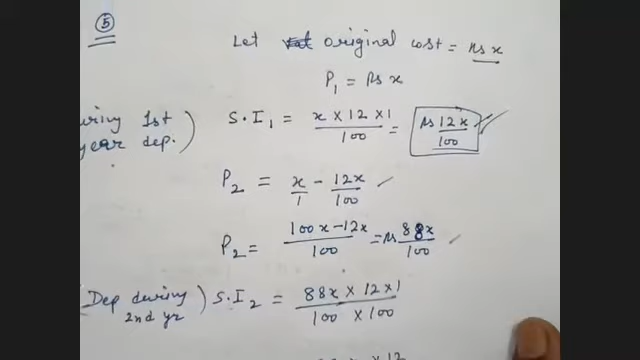 ⑤
Let original cost = Rs x
P₁ = Rs x
uring 1st year dep.) S.I₁ = x × 12 × 1 / 100 = Rs 12x / 100
P₂ = x/1 - 12x/100
P₂ = 100x - 12x / 100 = Rs 88x / 100
Dep during 2nd yr) S.I₂ = 88x × 12 × 1 / 100 × 100